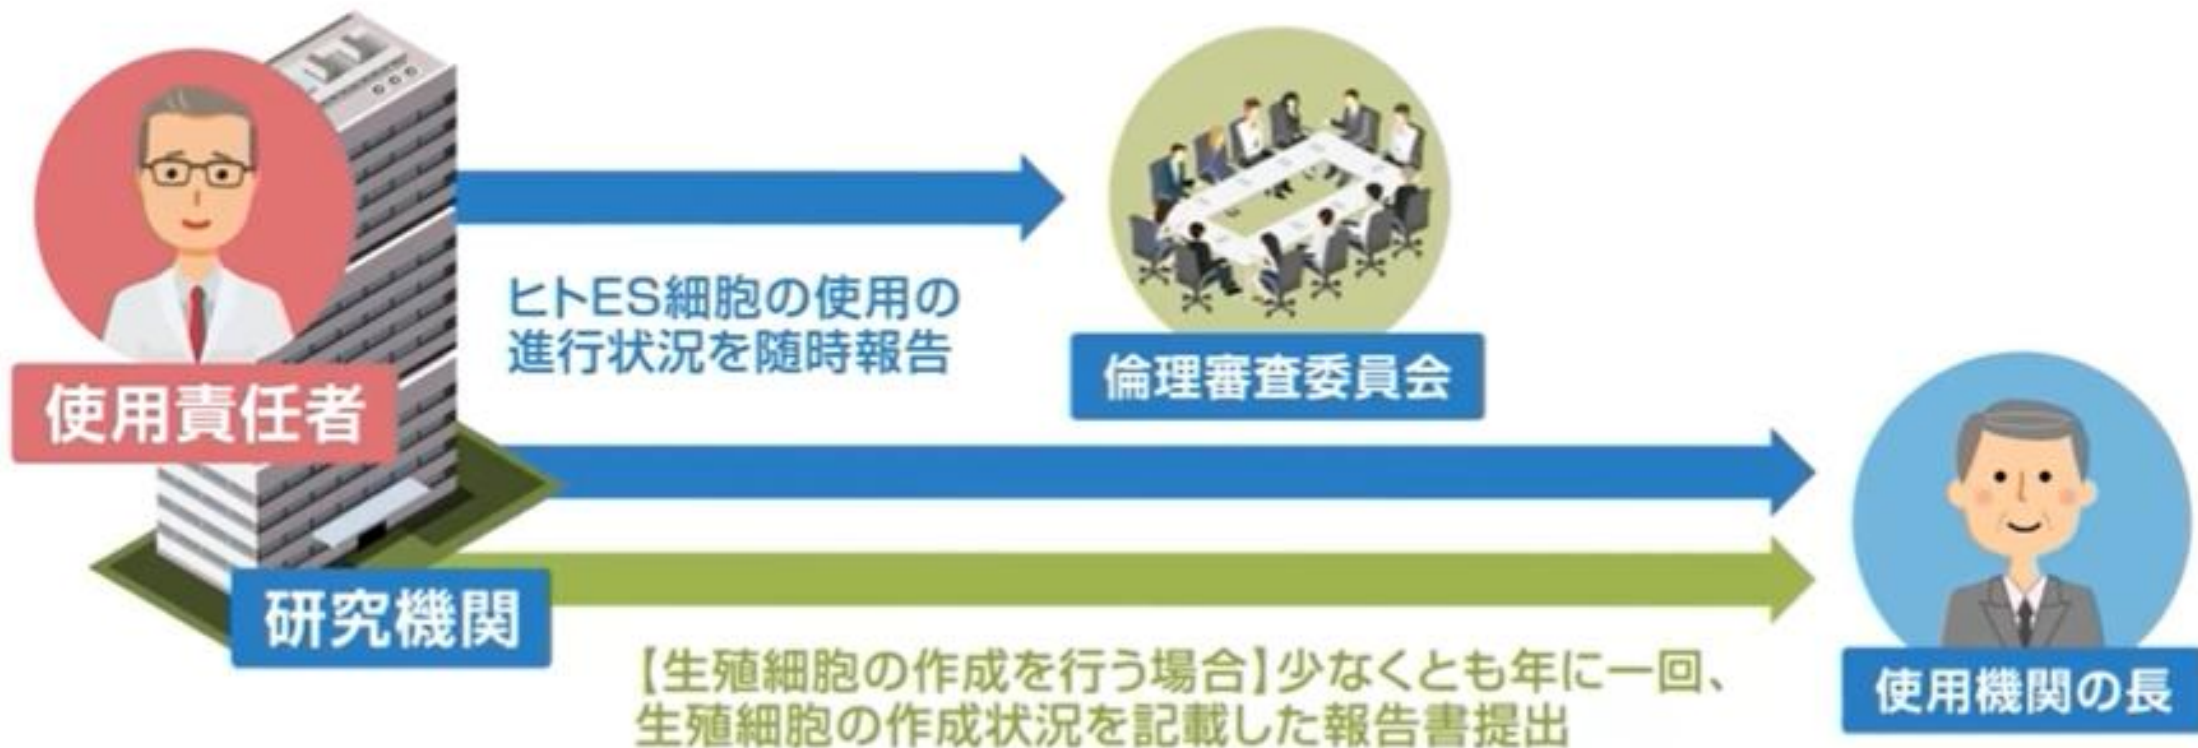 使用責任者
研究機関
ヒトES細胞の使用の
進行状況を随時報告
倫理審査委員会
【生殖細胞の作成を行う場合】少なくとも年に一回、
生殖細胞の作成状況を記載した報告書提出
使用機関の長